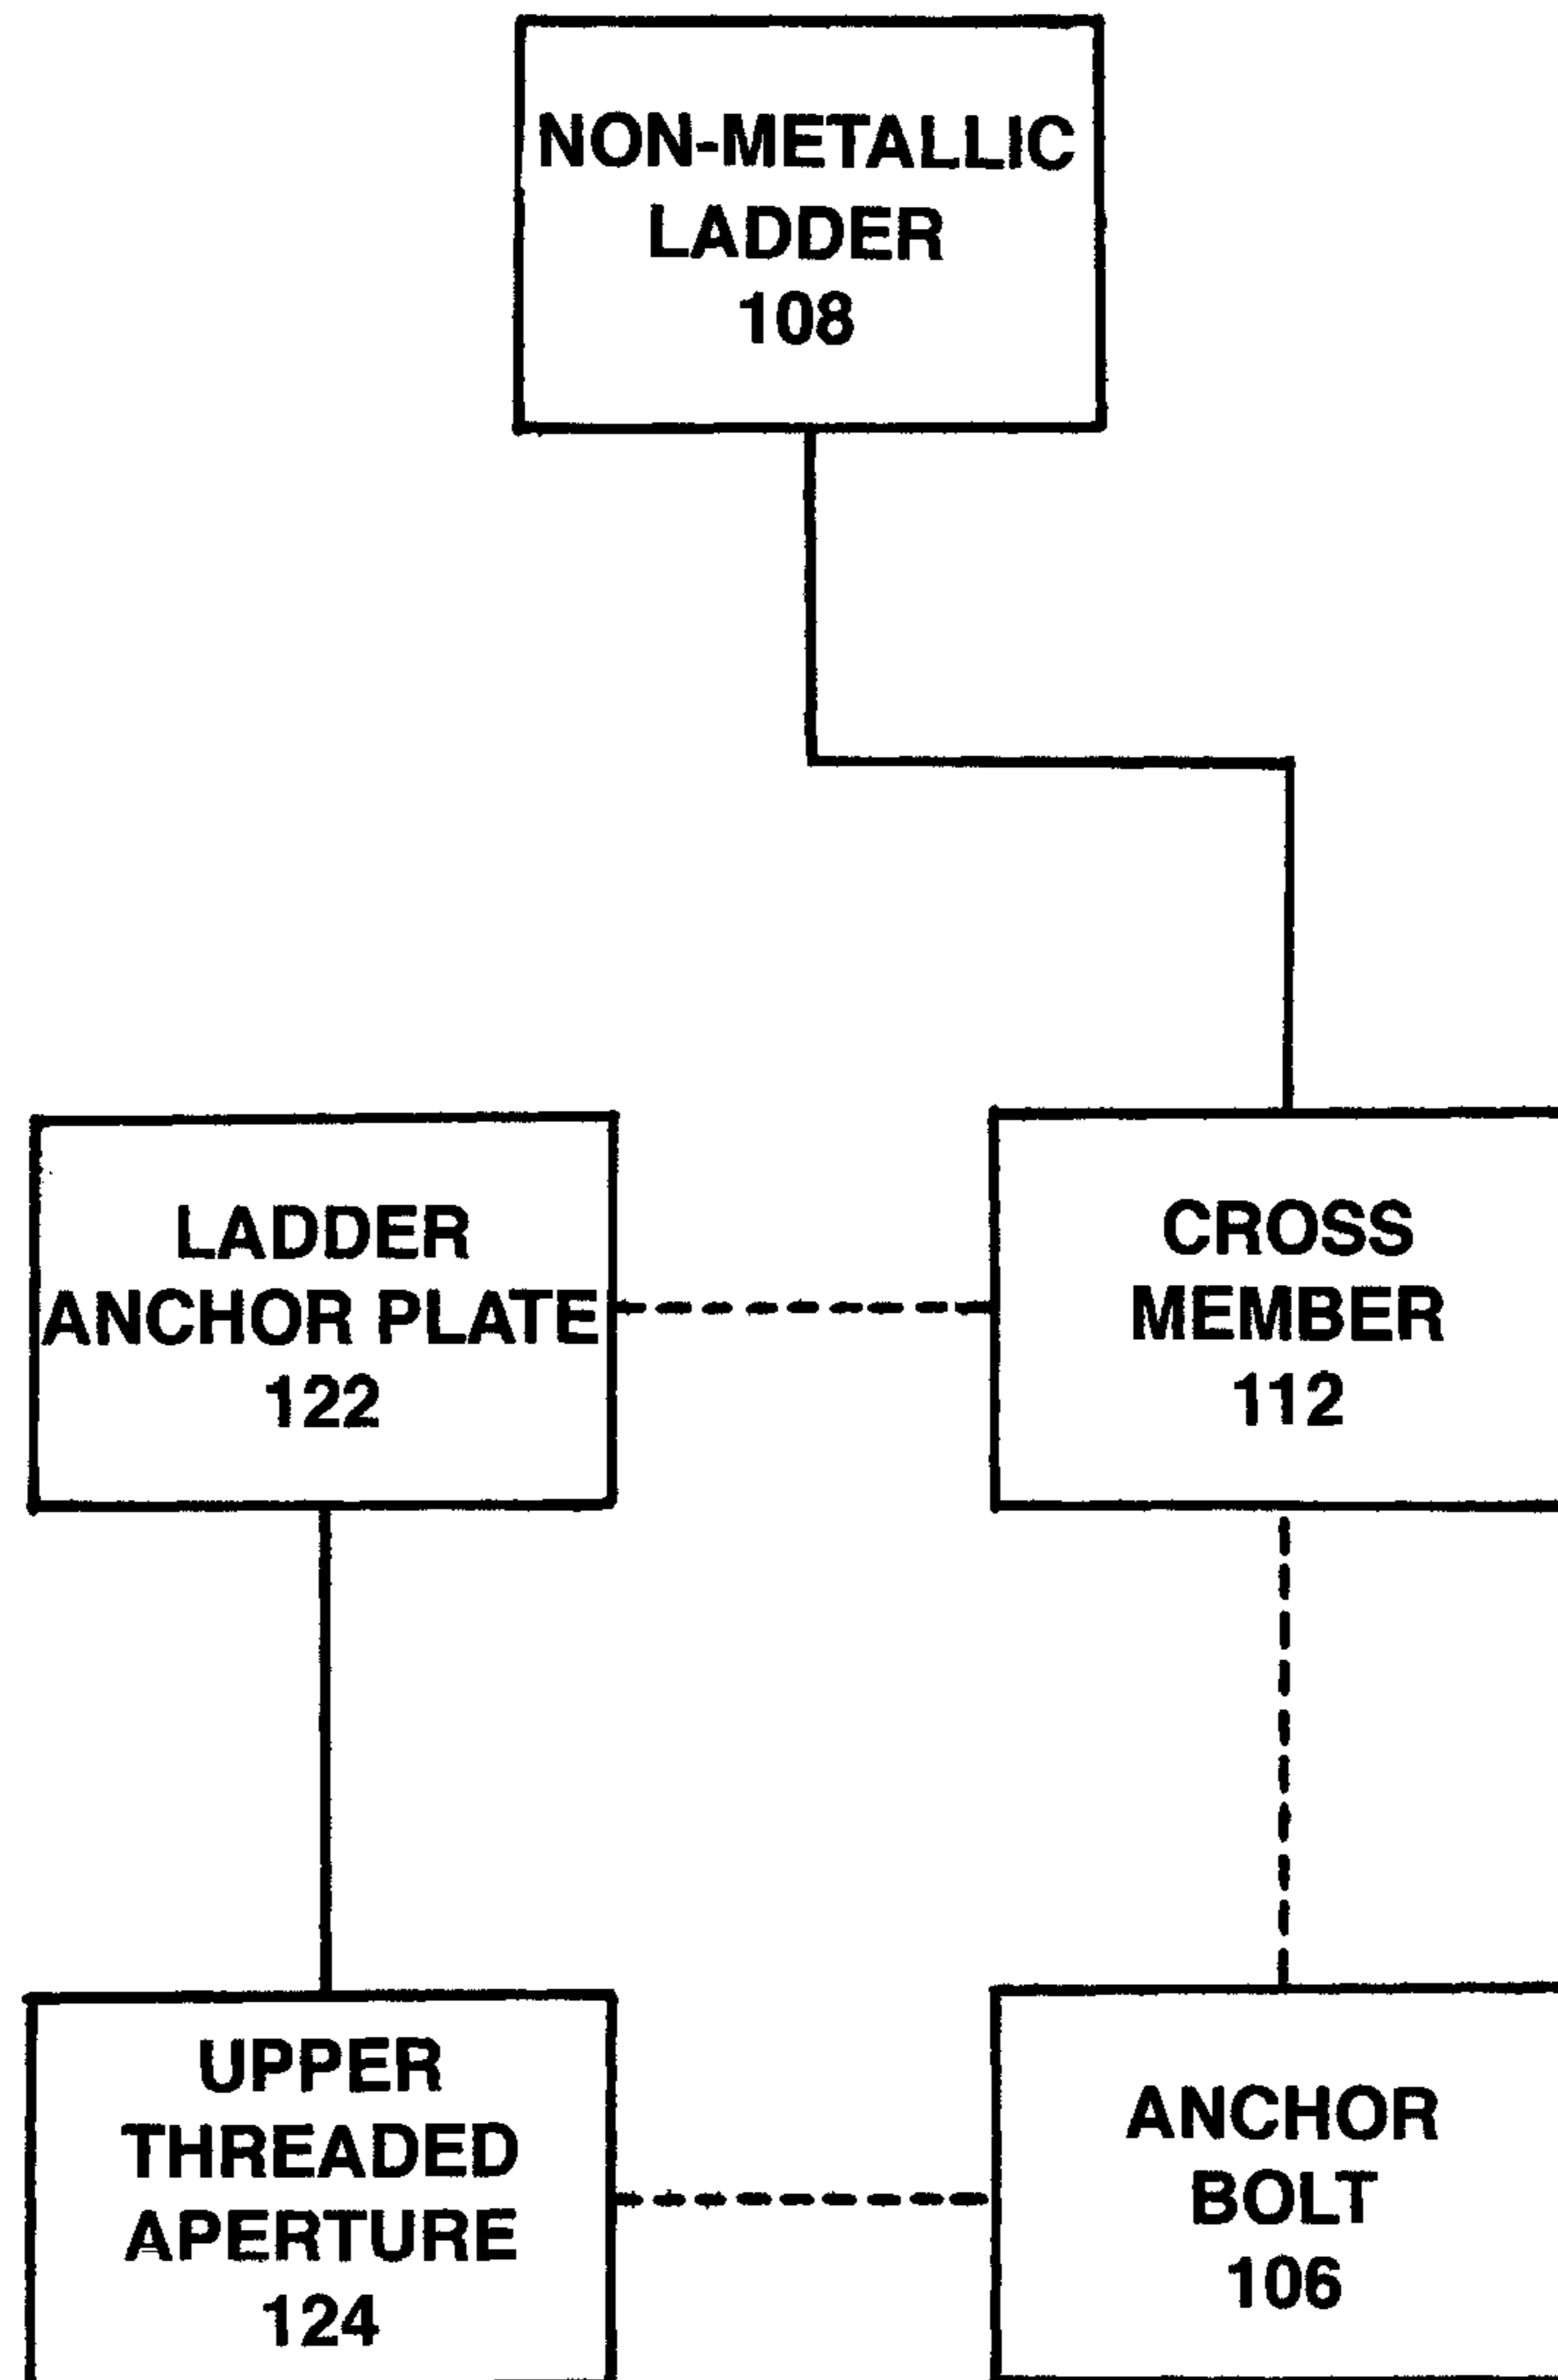 NON-METALLIC
LADDER
108
LADDER
ANCHOR PLATE
122
CROSS
MEMBER
112
UPPER
THREADED
APERTURE
124
ANCHOR
BOLT
106